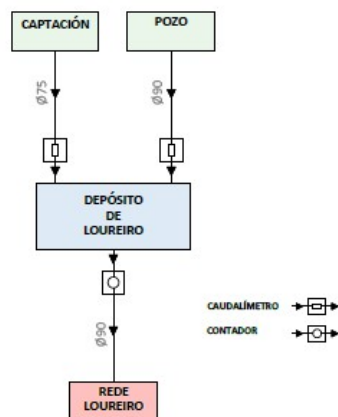 CAPTACIÓN
POZO
Ø75
Ø90
DEPÓSITO
DE
LOUREIRO
CAUDALÍMETRO
CONTADOR
Ø90
REDE
LOUREIRO